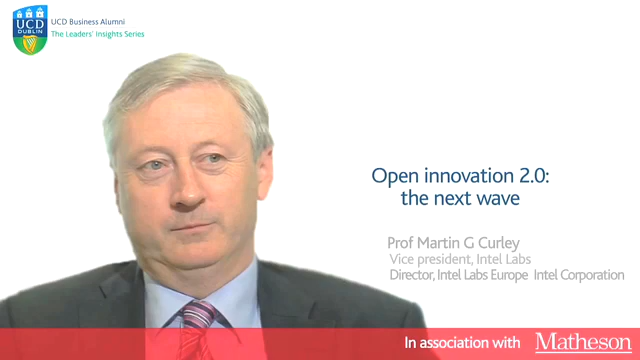 UCD
DUBLIN
UCD Business Alumni
The Leaders' Insights Series
Open innovation 2.0:
the next wave
Prof Martin G Curley
Vice president, Intel Labs
Director, Intel Labs Europe Intel Corporation
In association with Matheson